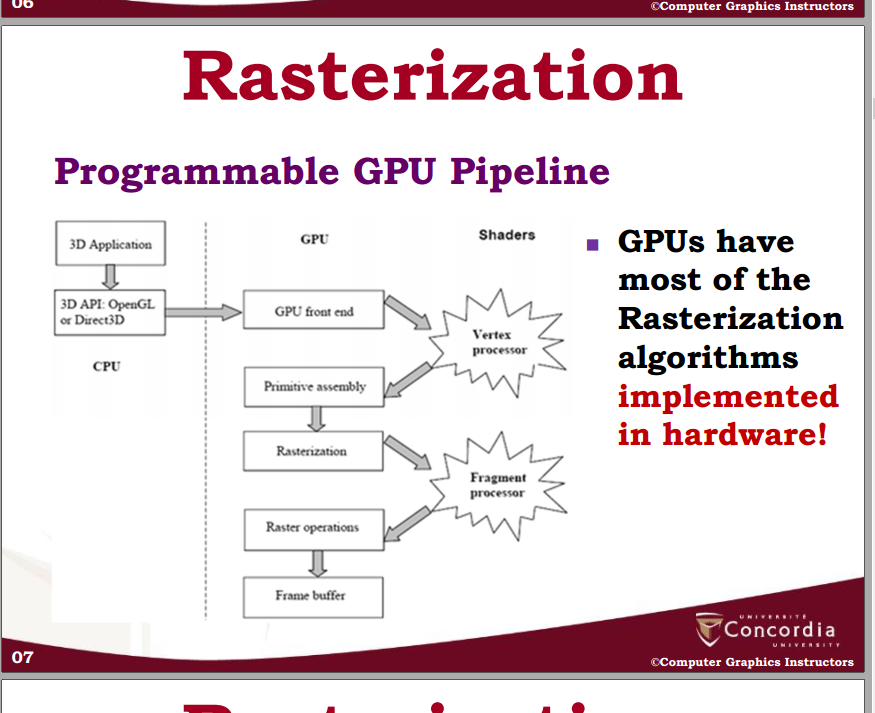 06
©Computer Graphics Instructors
Rasterization
Programmable GPU Pipeline
3D Application
3D API: OpenGL
or Direct3D
CPU
GPU
Shaders
GPU front end
Vertex
processor
Primitive assembly
Rasterization
Fragment
processor
Raster operations
Frame buffer
■ GPUs have
most of the
Rasterization
algorithms
implemented
in hardware!
UNIVERSITÉ
Concordia
UNIVERSITY
07
©Computer Graphics Instructors